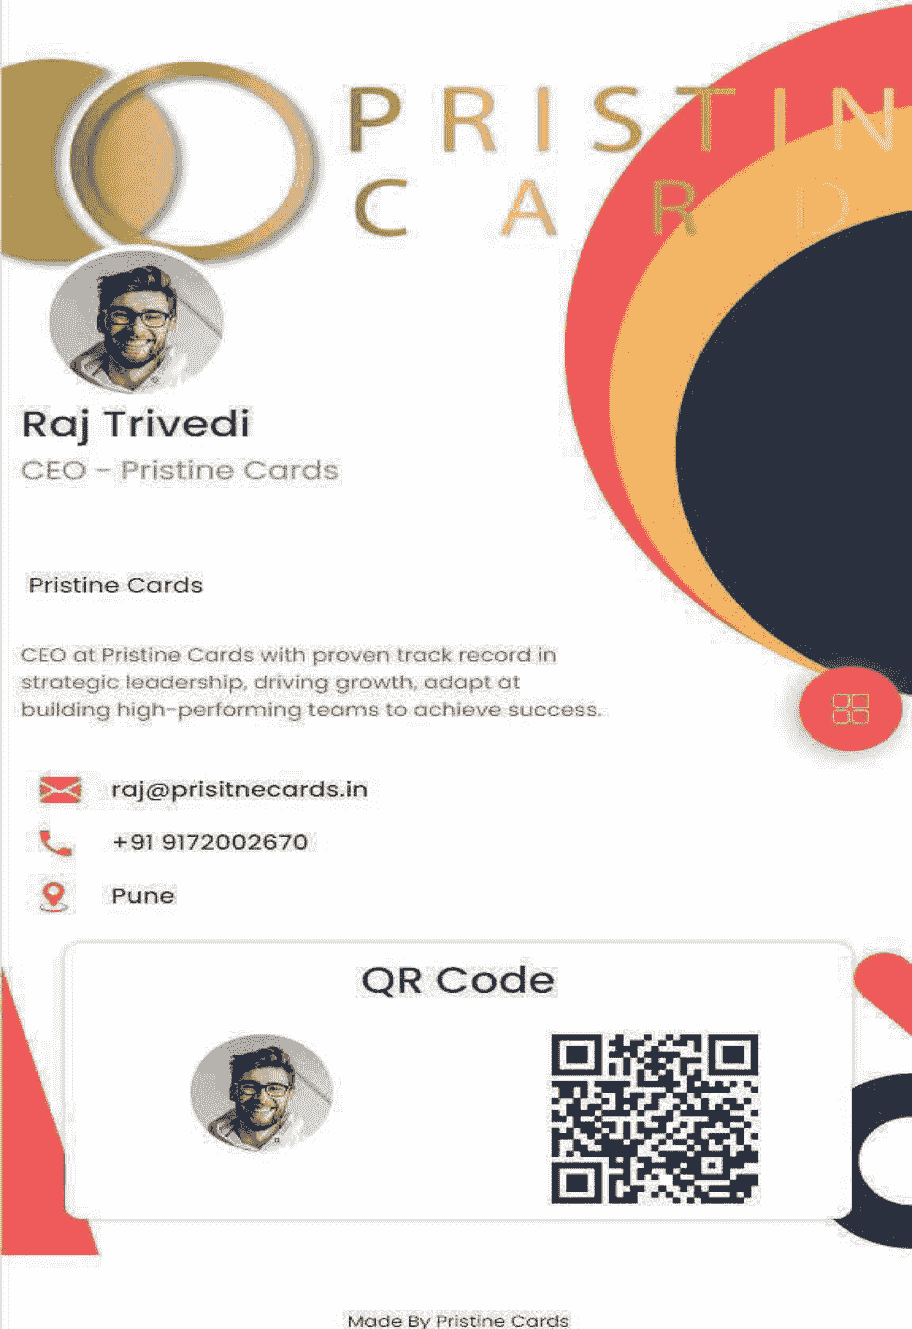 PRISTIN
CARD
Raj Trivedi
CEO - Pristine Cards
Pristine Cards
CEO at Pristine Cards with proven track record in
strategic leadership, driving growth, adapt at
building high-performing teams to achieve success.
raj@prisitnecards.in
+91 9172002670
Pune
QR Code
Made By Pristine Cards